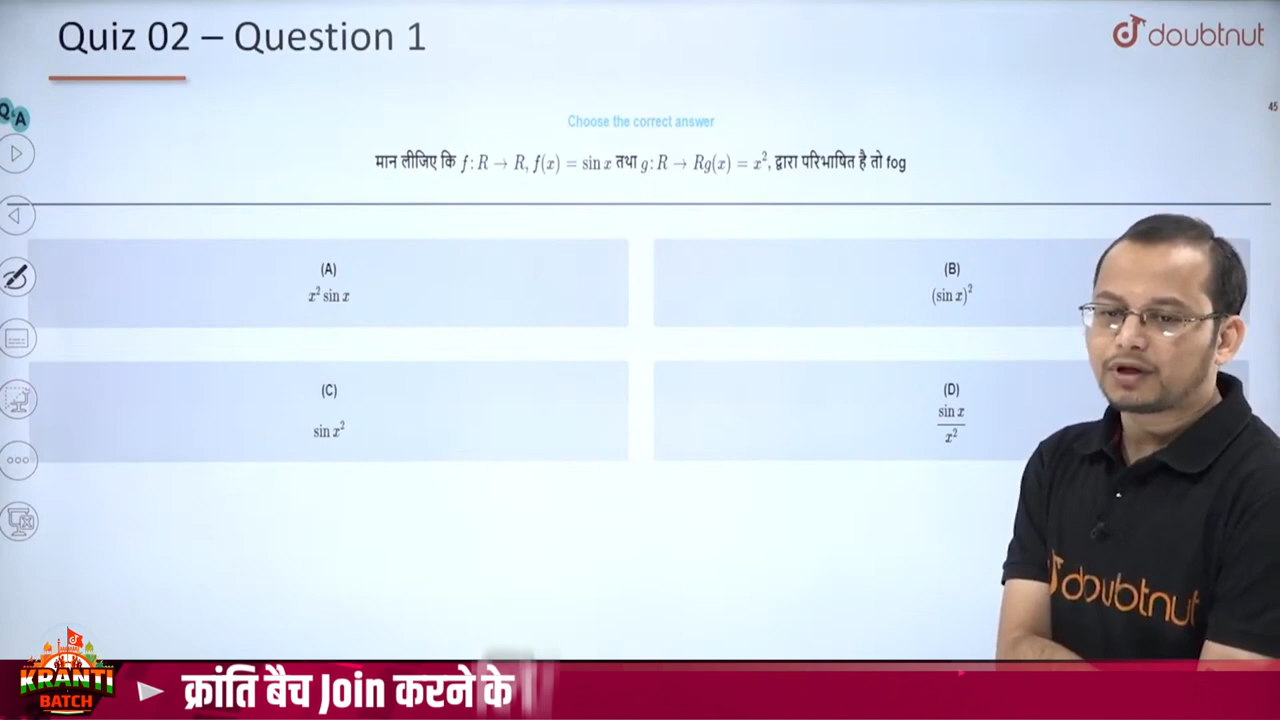 Quiz 02 – Question 1
doubtnut
Q&A
45
Choose the correct answer
मान लीजिए कि f : R → R, f(x) = sin x तथा g : R → Rg(x) = x², द्वारा परिभाषित है तो fog
(A)
x² sin x
(B)
(sin x)²
(C)
sin x²
(D)
sin x
x²
doubtnut
KRANTI
BATCH
क्रांति बैच Join करने के